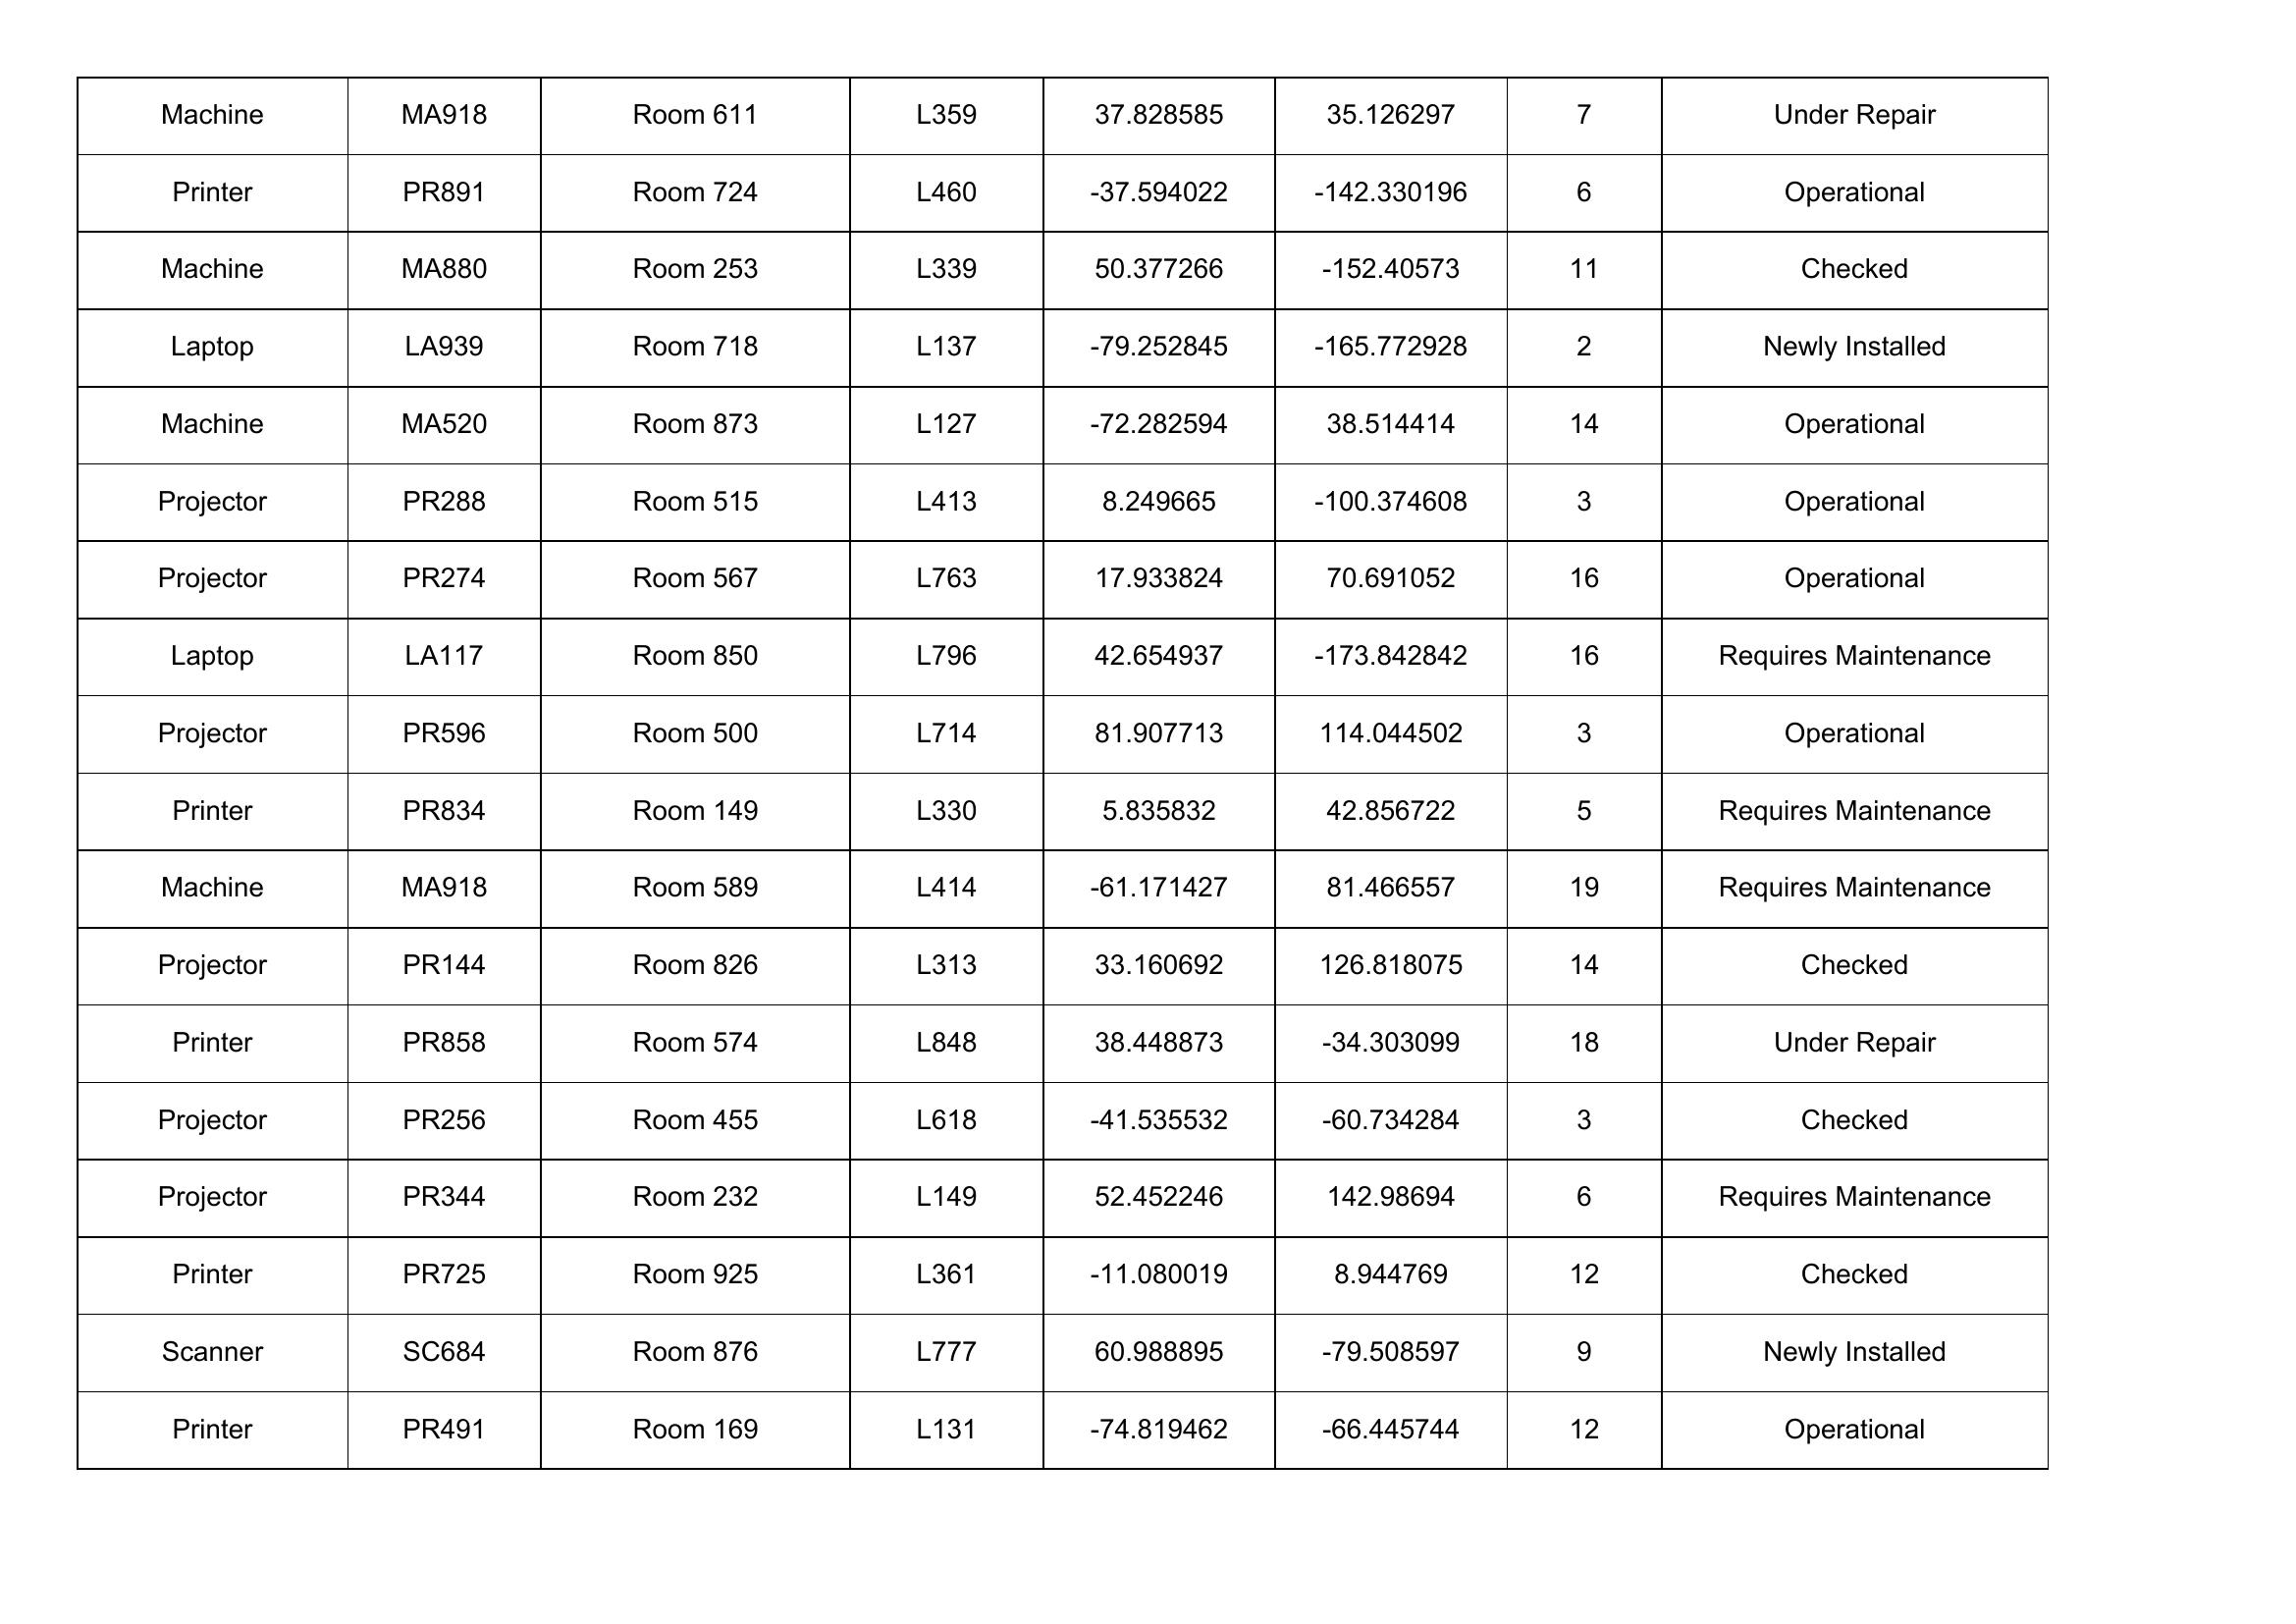 Machine MA918 Room 611 L359 37.828585 35.126297 7 Under Repair
Printer PR891 Room 724 L460 -37.594022 -142.330196 6 Operational
Machine MA880 Room 253 L339 50.377266 -152.40573 11 Checked
Laptop LA939 Room 718 L137 -79.252845 -165.772928 2 Newly Installed
Machine MA520 Room 873 L127 -72.282594 38.514414 14 Operational
Projector PR288 Room 515 L413 8.249665 -100.374608 3 Operational
Projector PR274 Room 567 L763 17.933824 70.691052 16 Operational
Laptop LA117 Room 850 L796 42.654937 -173.842842 16 Requires Maintenance
Projector PR596 Room 500 L714 81.907713 114.044502 3 Operational
Printer PR834 Room 149 L330 5.835832 42.856722 5 Requires Maintenance
Machine MA918 Room 589 L414 -61.171427 81.466557 19 Requires Maintenance
Projector PR144 Room 826 L313 33.160692 126.818075 14 Checked
Printer PR858 Room 574 L848 38.448873 -34.303099 18 Under Repair
Projector PR256 Room 455 L618 -41.535532 -60.734284 3 Checked
Projector PR344 Room 232 L149 52.452246 142.98694 6 Requires Maintenance
Printer PR725 Room 925 L361 -11.080019 8.944769 12 Checked
Scanner SC684 Room 876 L777 60.988895 -79.508597 9 Newly Installed
Printer PR491 Room 169 L131 -74.819462 -66.445744 12 Operational